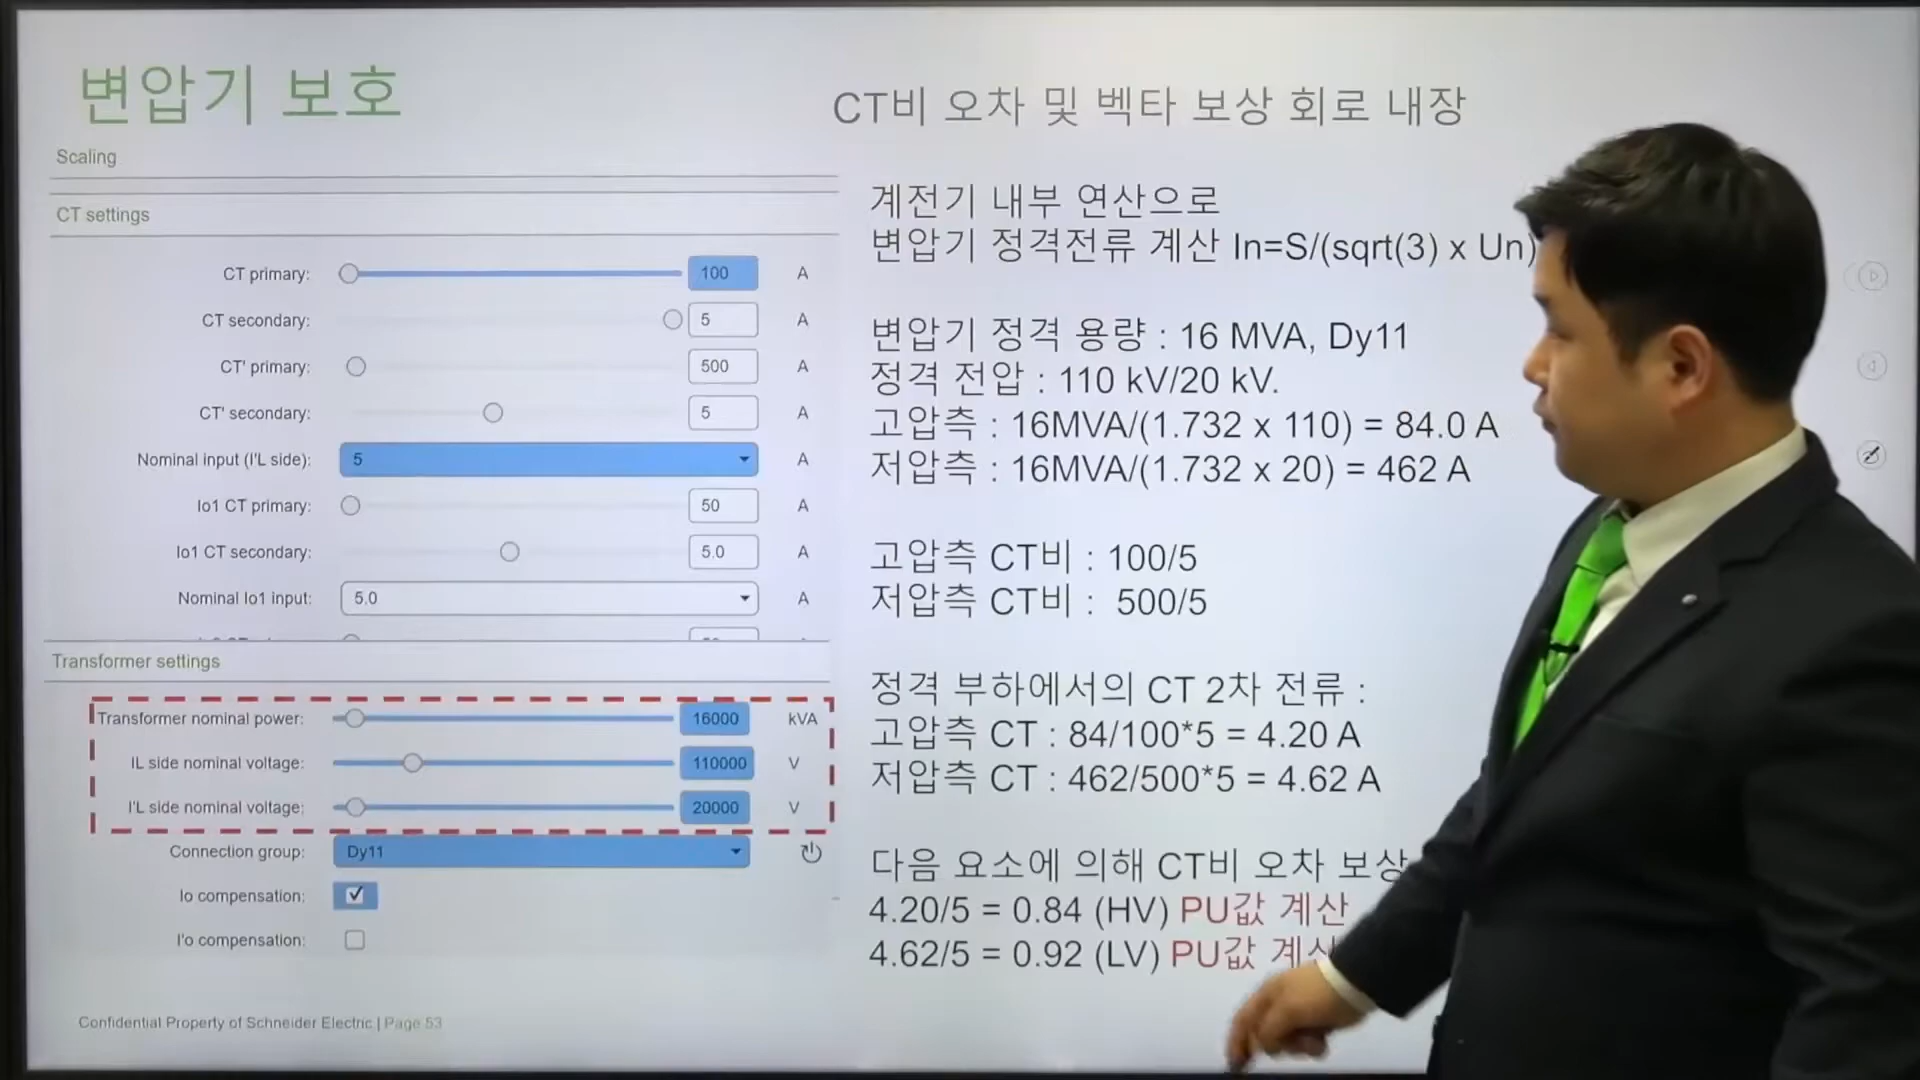 변압기 보호
CT비 오차 및 벡타 보상 회로 내장
Scaling
CT settings
CT primary: 100 A
CT secondary: 5 A
CT' primary: 500 A
CT' secondary: 5 A
Nominal input (I'L side): 5 A
Io1 CT primary: 50 A
Io1 CT secondary: 5.0 A
Nominal Io1 input: 5.0 A
Transformer settings
Transformer nominal power: 16000 kVA
IL side nominal voltage: 110000 V
I'L side nominal voltage: 20000 V
Connection group: Dy11
Io compensation:
I'o compensation:
계전기 내부 연산으로
변압기 정격전류 계산 In=S/(sqrt(3) x Un)
변압기 정격 용량 : 16 MVA, Dy11
정격 전압 : 110 kV/20 kV.
고압측 : 16MVA/(1.732 x 110) = 84.0 A
저압측 : 16MVA/(1.732 x 20) = 462 A
고압측 CT비 : 100/5
저압측 CT비 : 500/5
정격 부하에서의 CT 2차 전류 :
고압측 CT : 84/100*5 = 4.20 A
저압측 CT : 462/500*5 = 4.62 A
다음 요소에 의해 CT비 오차 보상
4.20/5 = 0.84 (HV) PU값 계산
4.62/5 = 0.92 (LV) PU값 계산
Confidential Property of Schneider Electric | Page 53